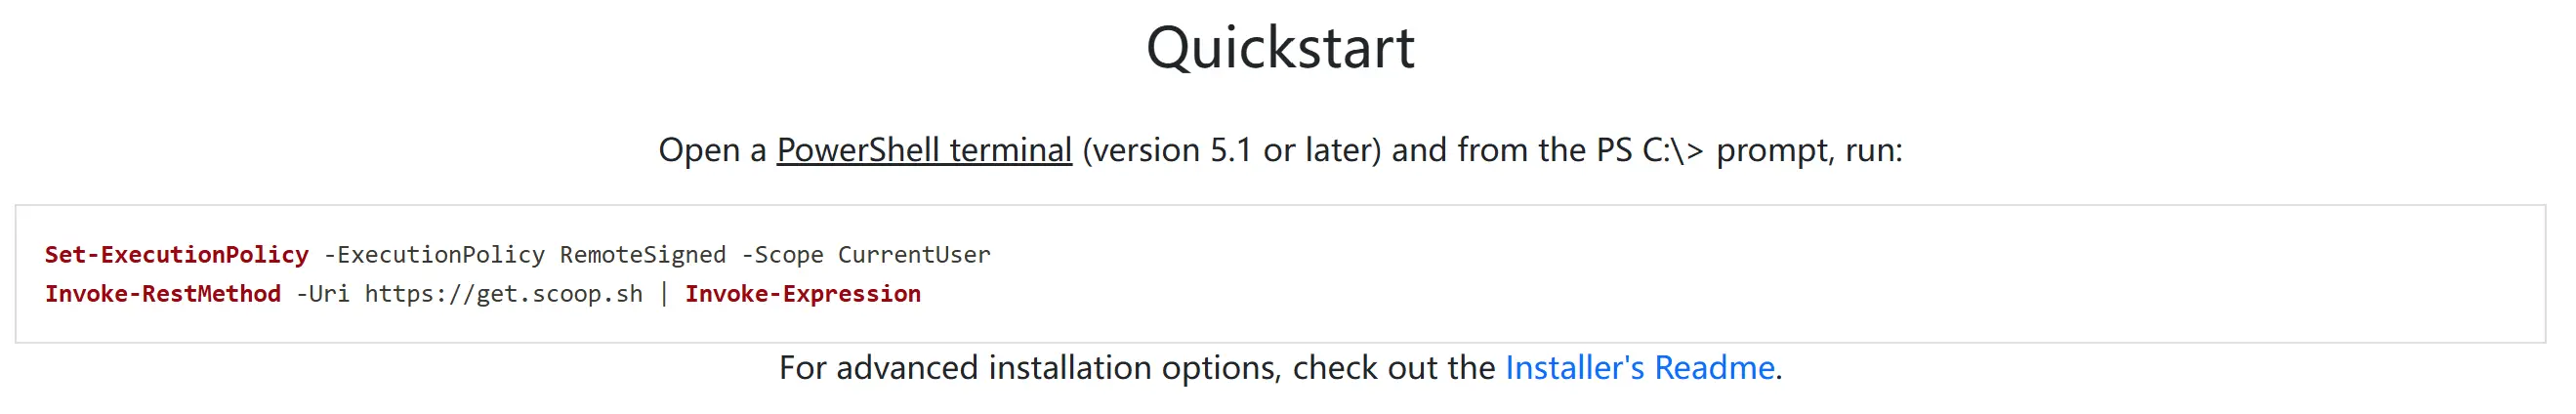 Quickstart
Open a PowerShell terminal (version 5.1 or later) and from the PS C:\> prompt, run:
Set-ExecutionPolicy -ExecutionPolicy RemoteSigned -Scope CurrentUser
Invoke-RestMethod -Uri https://get.scoop.sh | Invoke-Expression
For advanced installation options, check out the Installer's Readme.